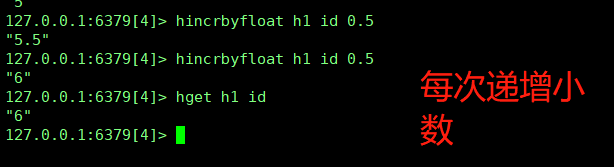 5
127.0.0.1:6379[4]> hincrbyfloat h1 id 0.5
"5.5"
127.0.0.1:6379[4]> hincrbyfloat h1 id 0.5
"6"
127.0.0.1:6379[4]> hget h1 id
"6"
127.0.0.1:6379[4]>
每次递增小
数